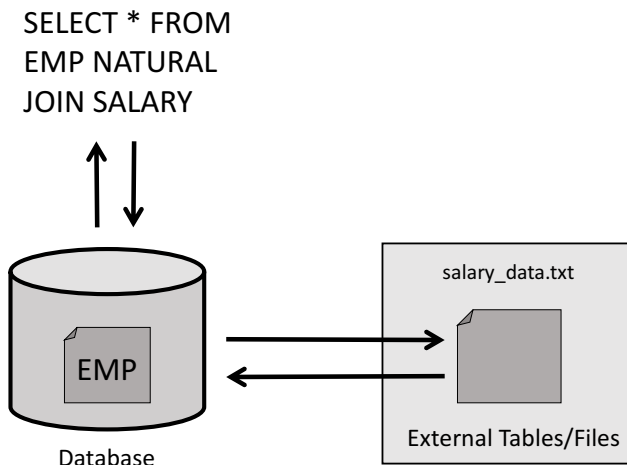 SELECT * FROM
EMP NATURAL
JOIN SALARY
salary_data.txt
EMP
External Tables/Files
Database